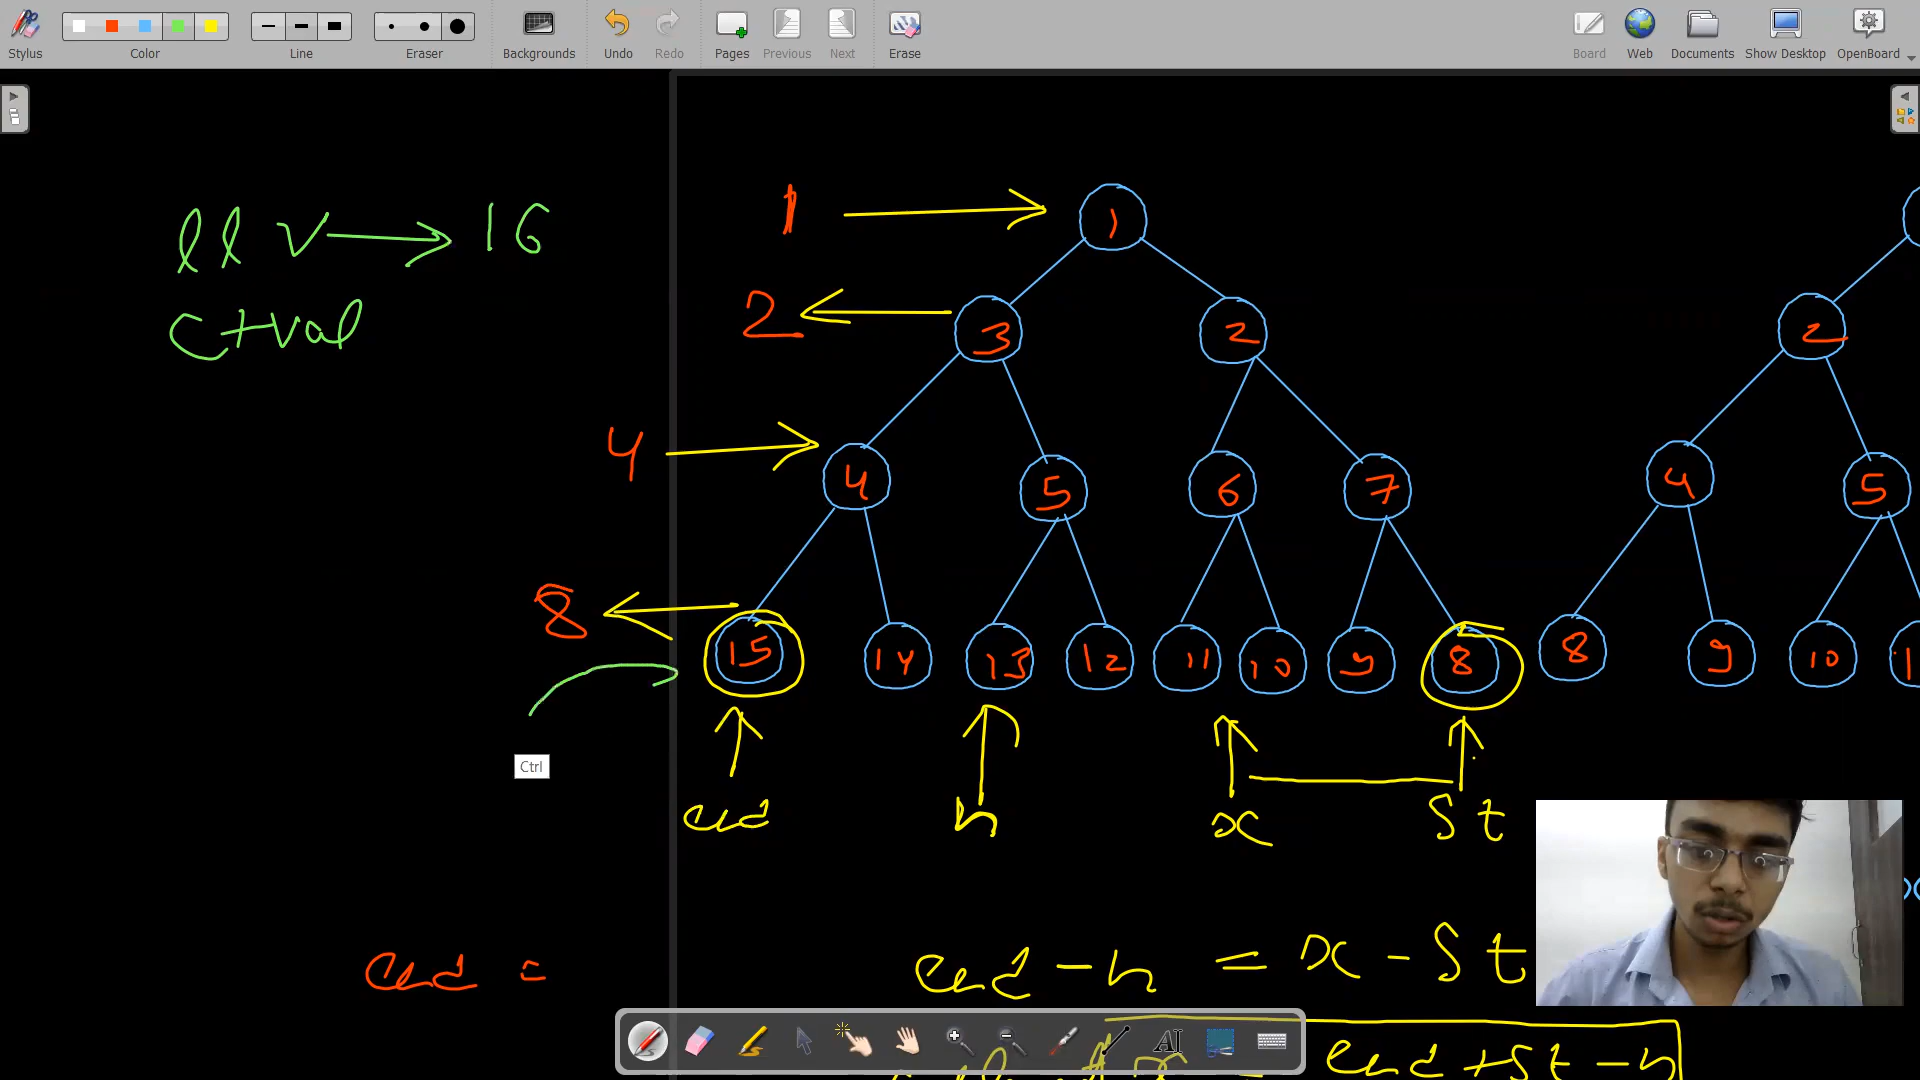 Stylus Color Line Eraser Backgrounds Undo Redo Pages Previous Next Erase Board Web Documents Show Desktop OpenBoard
ll v → 16
c + val
1 1
2 3 2 2
4 4 5 6 7 4 5
8 15 14 13 12 11 10 9 8 8 9 10
Ctrl
end n x St
end - n = x - St
end =
end + St - n